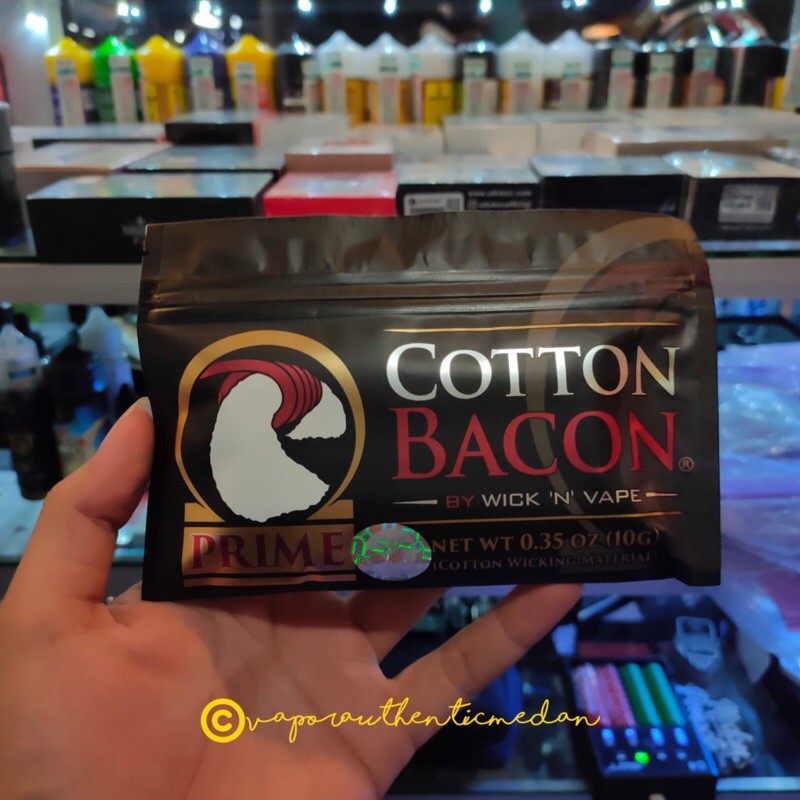 COTTON
BACON®
BY WICK 'N' VAPE
PRIME
NET WT 0.35 OZ (10G)
(COTTON WICKING MATERIAL)
©vaporauthenticmedan